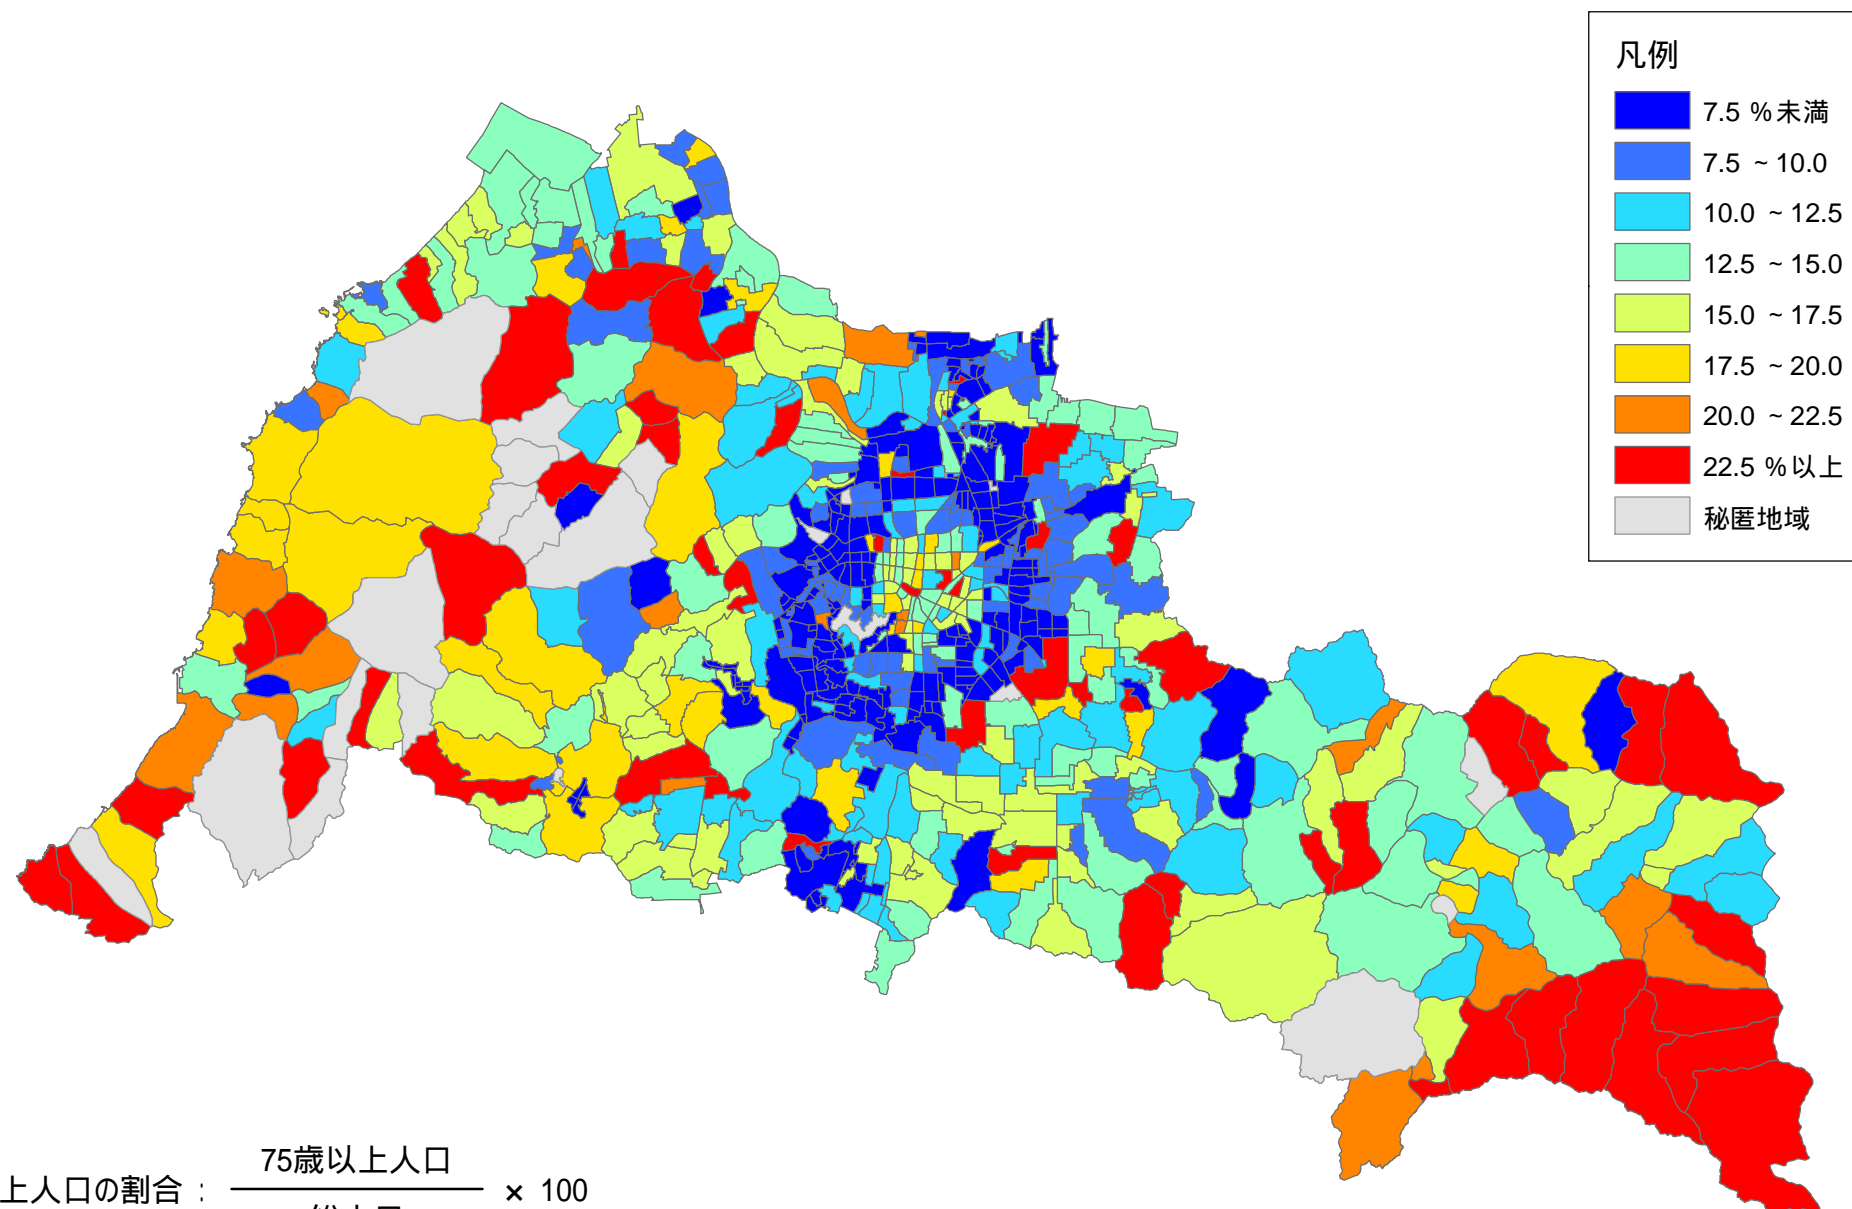 凡例
7.5 %未満
7.5 ~ 10.0
10.0 ~ 12.5
12.5 ~ 15.0
15.0 ~ 17.5
17.5 ~ 20.0
20.0 ~ 22.5
22.5 %以上
秘匿地域
75歳以上人口
上人口の割合 : × 100